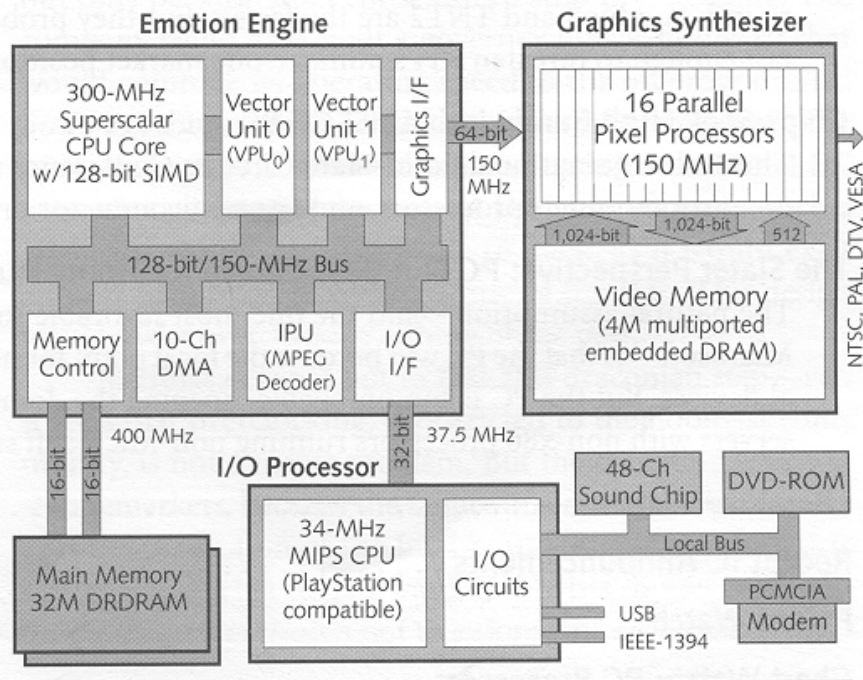 Emotion Engine
Graphics Synthesizer
300-MHz
Superscalar
CPU Core
w/128-bit SIMD
Vector
Unit 0
(VPU0)
Vector
Unit 1
(VPU1)
Graphics I/F
64-bit
150
MHz
16 Parallel
Pixel Processors
(150 MHz)
1,024-bit
1,024-bit
512
NTSC, PAL, DTV, VESA
128-bit/150-MHz Bus
Video Memory
(4M multiported
embedded DRAM)
Memory
Control
10-Ch
DMA
IPU
(MPEG
Decoder)
I/O
I/F
16-bit
16-bit
400 MHz
32-bit
37.5 MHz
I/O Processor
48-Ch
Sound Chip
DVD-ROM
34-MHz
MIPS CPU
(PlayStation
compatible)
I/O
Circuits
Local Bus
Main Memory
32M DRDRAM
PCMCIA
Modem
USB
IEEE-1394